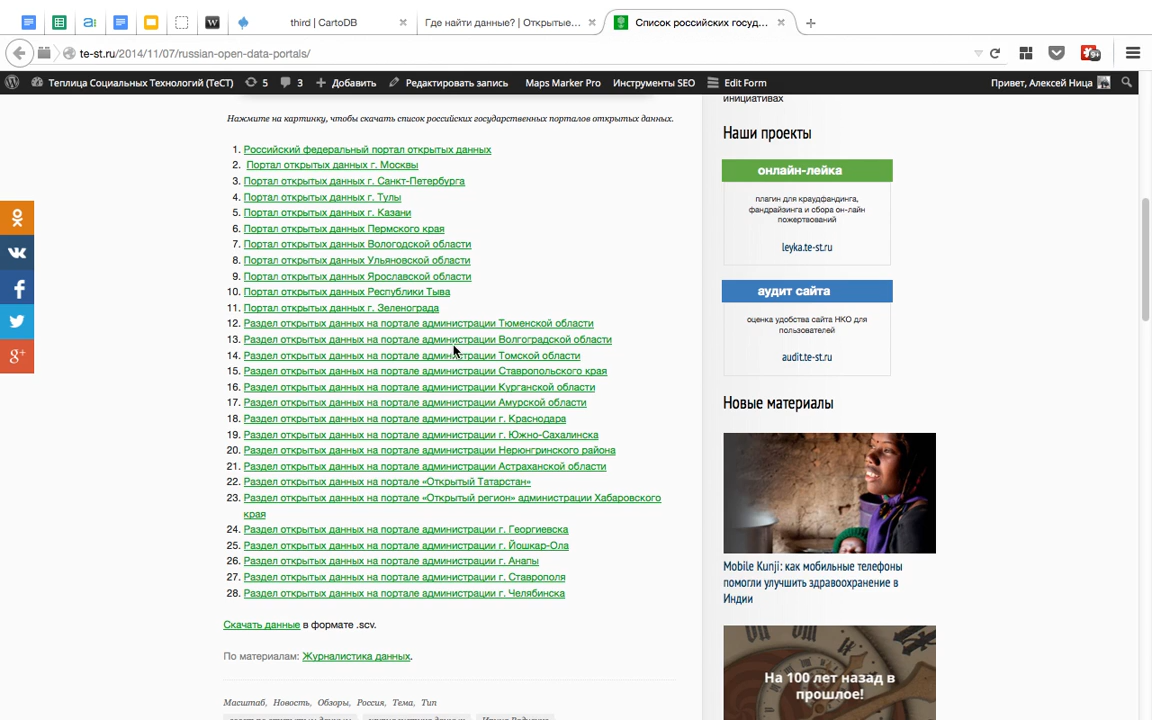 third | CartoDB
Где найти данные? | Открытые...
Список российских госуд...
te-st.ru/2014/11/07/russian-open-data-portals/
Теплица Социальных Технологий (ТеСТ) 5 3 Добавить Редактировать запись Maps Marker Pro Инструменты SEO Edit Form Привет, Алексей Ница
Нажмите на картинку, чтобы скачать список российских государственных порталов открытых данных.
1. Российский федеральный портал открытых данных
2. Портал открытых данных г. Москвы
3. Портал открытых данных г. Санкт-Петербурга
4. Портал открытых данных г. Тулы
5. Портал открытых данных г. Казани
6. Портал открытых данных Пермского края
7. Портал открытых данных Вологодской области
8. Портал открытых данных Ульяновской области
9. Портал открытых данных Ярославской области
10. Портал открытых данных Республики Тыва
11. Портал открытых данных г. Зеленограда
12. Раздел открытых данных на портале администрации Тюменской области
13. Раздел открытых данных на портале администрации Волгоградской области
14. Раздел открытых данных на портале администрации Томской области
15. Раздел открытых данных на портале администрации Ставропольского края
16. Раздел открытых данных на портале администрации Курганской области
17. Раздел открытых данных на портале администрации Амурской области
18. Раздел открытых данных на портале администрации г. Краснодара
19. Раздел открытых данных на портале администрации г. Южно-Сахалинска
20. Раздел открытых данных на портале администрации Нерюнгринского района
21. Раздел открытых данных на портале администрации Астраханской области
22. Раздел открытых данных на портале «Открытый Татарстан»
23. Раздел открытых данных на портале «Открытый регион» администрации Хабаровского
края
24. Раздел открытых данных на портале администрации г. Георгиевска
25. Раздел открытых данных на портале администрации г. Йошкар-Ола
26. Раздел открытых данных на портале администрации г. Анапы
27. Раздел открытых данных на портале администрации г. Ставрополя
28. Раздел открытых данных на портале администрации г. Челябинска
Скачать данные в формате .scv.
По материалам: Журналистика данных.
Масштаб, Новость, Обзоры, Россия, Тема, Тип
инициативах
Наши проекты
онлайн-лейка
плагин для краудфандинга,
фандрайзинга и сбора он-лайн
пожертвований
leyka.te-st.ru
аудит сайта
оценка удобства сайта НКО для
пользователей
audit.te-st.ru
Новые материалы
Mobile Kunji: как мобильные телефоны
помогли улучшить здравоохранение в
Индии
На 100 лет назад в
прошлое!